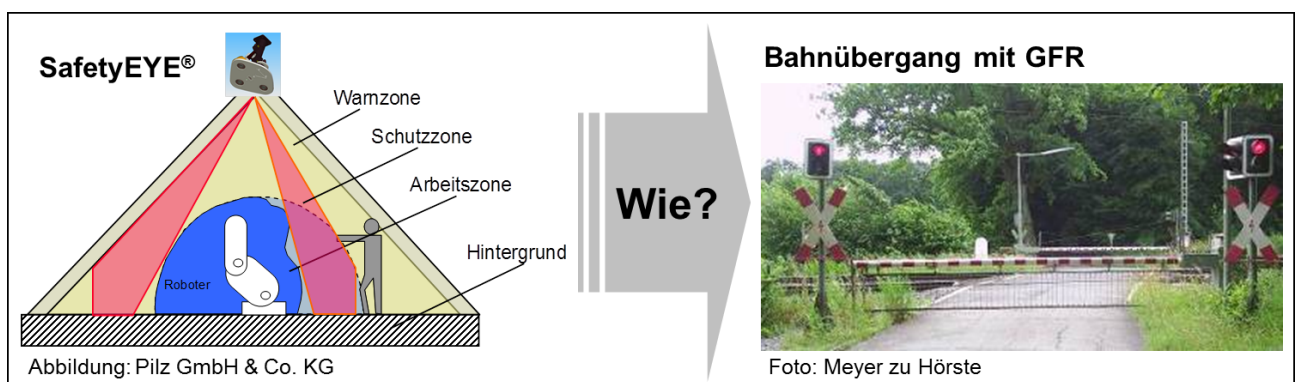 SafetyEYE®
Warnzone
Schutzzone
Arbeitszone
Hintergrund
Roboter
Abbildung: Pilz GmbH & Co. KG
Wie?
Bahnübergang mit GFR
Foto: Meyer zu Hörste